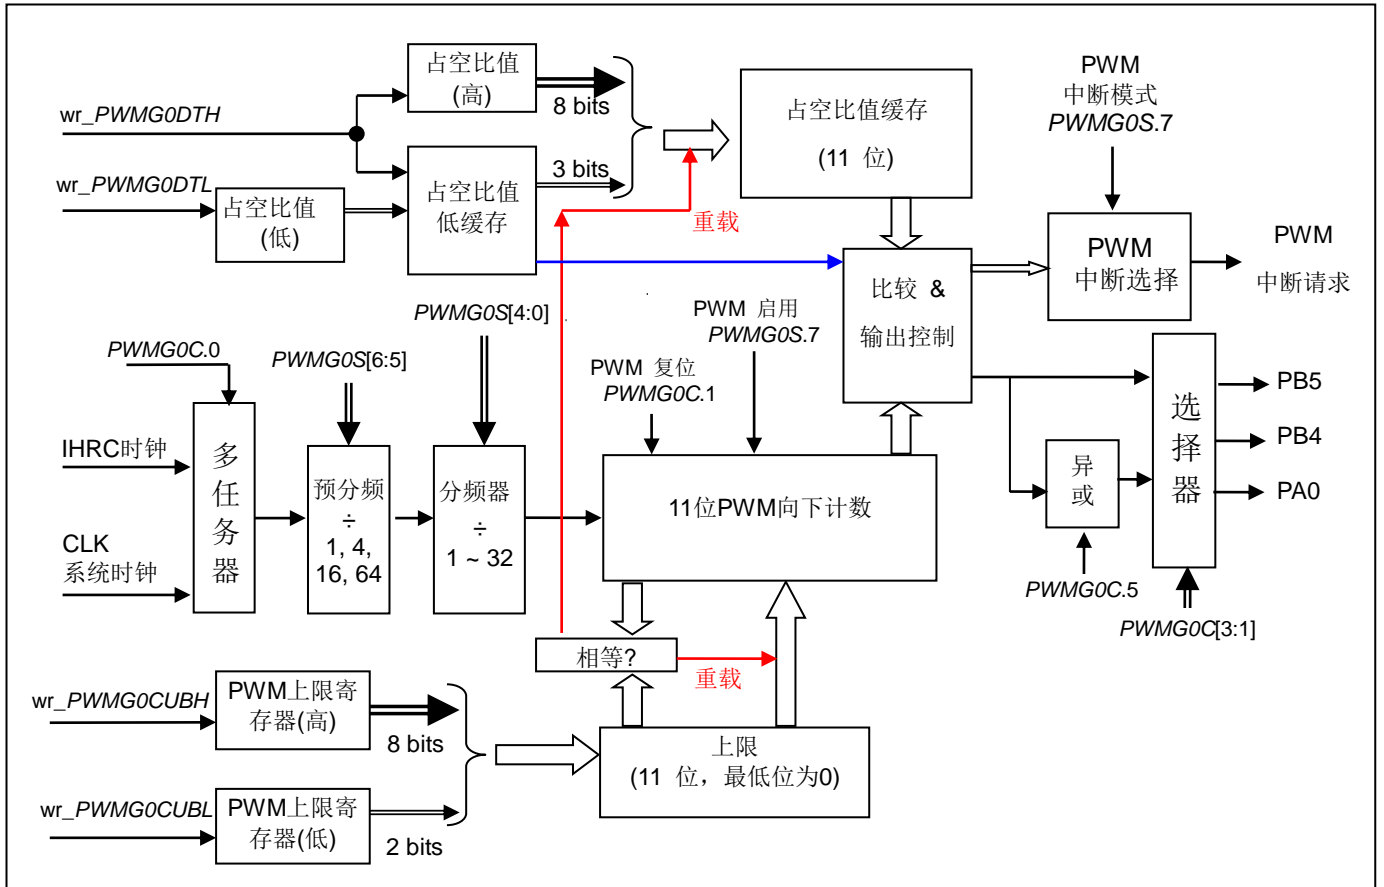 占空比值
(高)
8 bits
wr_PWMG0DTH
占空比值
低缓存
3 bits
wr_PWMG0DTL
占空比值
(低)
重载
占空比值缓存
(11 位)
PWM
中断模式
PWMG0S.7
PWM
中断选择
PWM
中断请求
比较 &
输出控制
PWMG0S[4:0]
PWM 启用
PWMG0S.7
PWM 复位
PWMG0C.1
PWMG0C.0
PWMG0S[6:5]
IHRC时钟
CLK
系统时钟
多
任
务
器
预分频
÷
1, 4,
16, 64
分频器
÷
1 ~ 32
11位PWM向下计数
异
或
PWMG0C.5
选
择
器
PWMG0C[3:1]
PB5
PB4
PA0
相等?
重载
wr_PWMG0CUBH
PWM上限寄
存器(高)
8 bits
上限
(11 位，最低位为0)
wr_PWMG0CUBL
PWM上限寄
存器(低)
2 bits